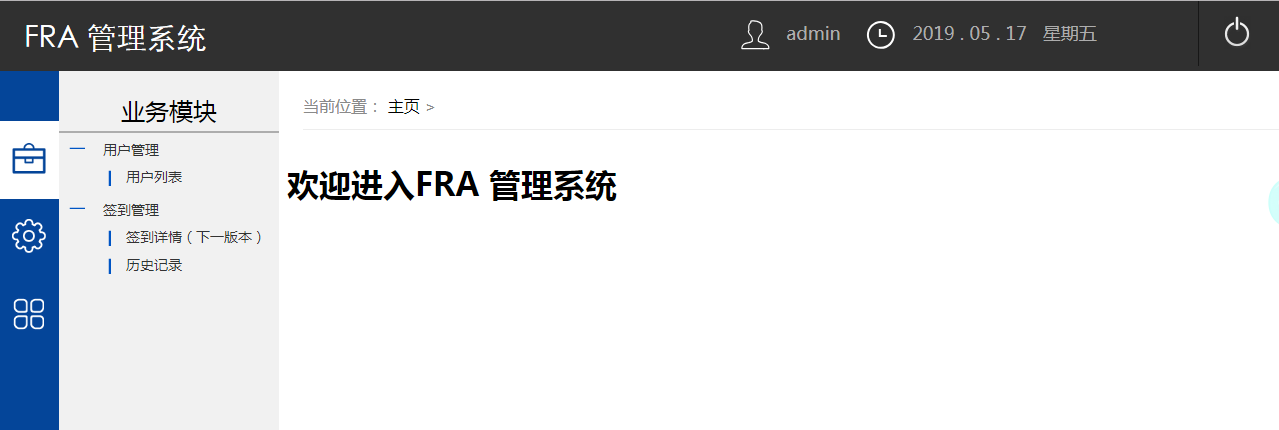 FRA 管理系统
admin
2019 . 05 . 17 星期五
业务模块
当前位置： 主页 >
用户管理
用户列表
签到管理
签到详情（下一版本）
历史记录
欢迎进入FRA 管理系统